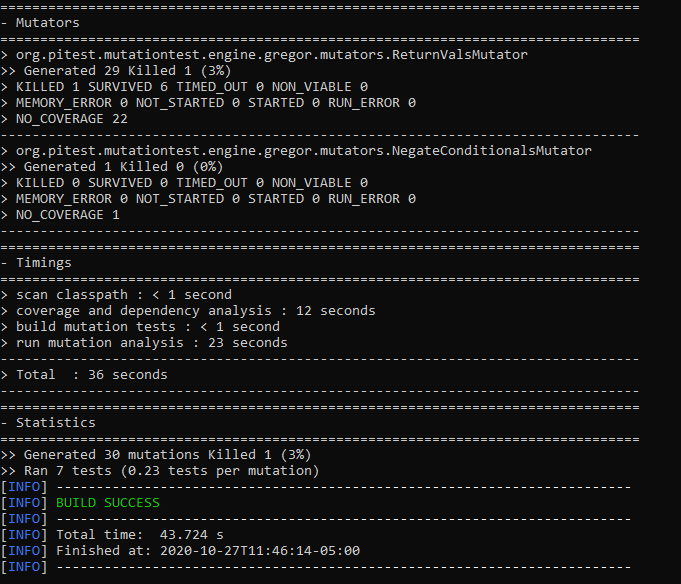 ================================================================================
- Mutators
================================================================================
> org.pitest.mutationtest.engine.gregor.mutators.ReturnValsMutator
>> Generated 29 Killed 1 (3%)
> KILLED 1 SURVIVED 6 TIMED_OUT 0 NON_VIABLE 0
> MEMORY_ERROR 0 NOT_STARTED 0 STARTED 0 RUN_ERROR 0
> NO_COVERAGE 22
--------------------------------------------------------------------------------
> org.pitest.mutationtest.engine.gregor.mutators.NegateConditionalsMutator
>> Generated 1 Killed 0 (0%)
> KILLED 0 SURVIVED 0 TIMED_OUT 0 NON_VIABLE 0
> MEMORY_ERROR 0 NOT_STARTED 0 STARTED 0 RUN_ERROR 0
> NO_COVERAGE 1
--------------------------------------------------------------------------------
================================================================================
- Timings
================================================================================
> scan classpath : < 1 second
> coverage and dependency analysis : 12 seconds
> build mutation tests : < 1 second
> run mutation analysis : 23 seconds
--------------------------------------------------------------------------------
> Total  : 36 seconds
--------------------------------------------------------------------------------
================================================================================
- Statistics
================================================================================
>> Generated 30 mutations Killed 1 (3%)
>> Ran 7 tests (0.23 tests per mutation)
[INFO] ------------------------------------------------------------------------
[INFO] BUILD SUCCESS
[INFO] ------------------------------------------------------------------------
[INFO] Total time:  43.724 s
[INFO] Finished at: 2020-10-27T11:46:14-05:00
[INFO] ------------------------------------------------------------------------